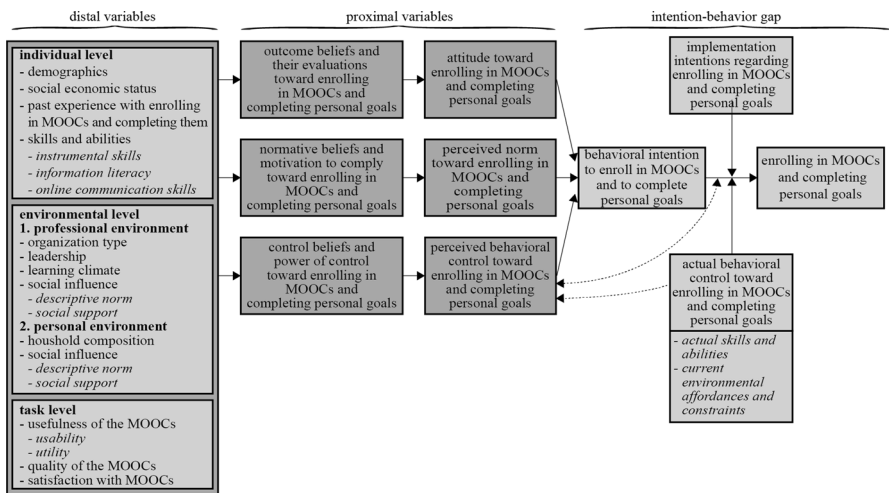 distal variables
proximal variables
intention-behavior gap
individual level
- demographics
- social economic status
- past experience with enrolling
in MOOCs and completing them
- skills and abilities
- instrumental skills
- information literacy
- online communication skills
environmental level
1. professional environment
- organization type
- leadership
- learning climate
- social influence
- descriptive norm
- social support
2. personal environment
- houshold composition
- social influence
- descriptive norm
- social support
task level
- usefulness of the MOOCs
- usability
- utility
- quality of the MOOCs
- satisfaction with MOOCs
outcome beliefs and
their evaluations
toward enrolling
in MOOCs and
completing personal goals
normative beliefs and
motivation to comply
toward enrolling in
MOOCs and
completing personal goals
control beliefs and
power of control
toward enrolling in
MOOCs and
completing personal goals
attitude toward
enrolling in MOOCs
and completing
personal goals
perceived norm
toward enrolling in
MOOCs and
completing
personal goals
perceived behavioral
control toward
enrolling in MOOCs
and completing
personal goals
behavioral intention
to enroll in MOOCs
and to complete
personal goals
implementation
intentions regarding
enrolling in MOOCs
and completing
personal goals
enrolling in MOOCs
and completing
personal goals
actual behavioral
control toward
enrolling in MOOCs
and completing
personal goals
- actual skills and
abilities
- current
environmental
affordances and
constraints